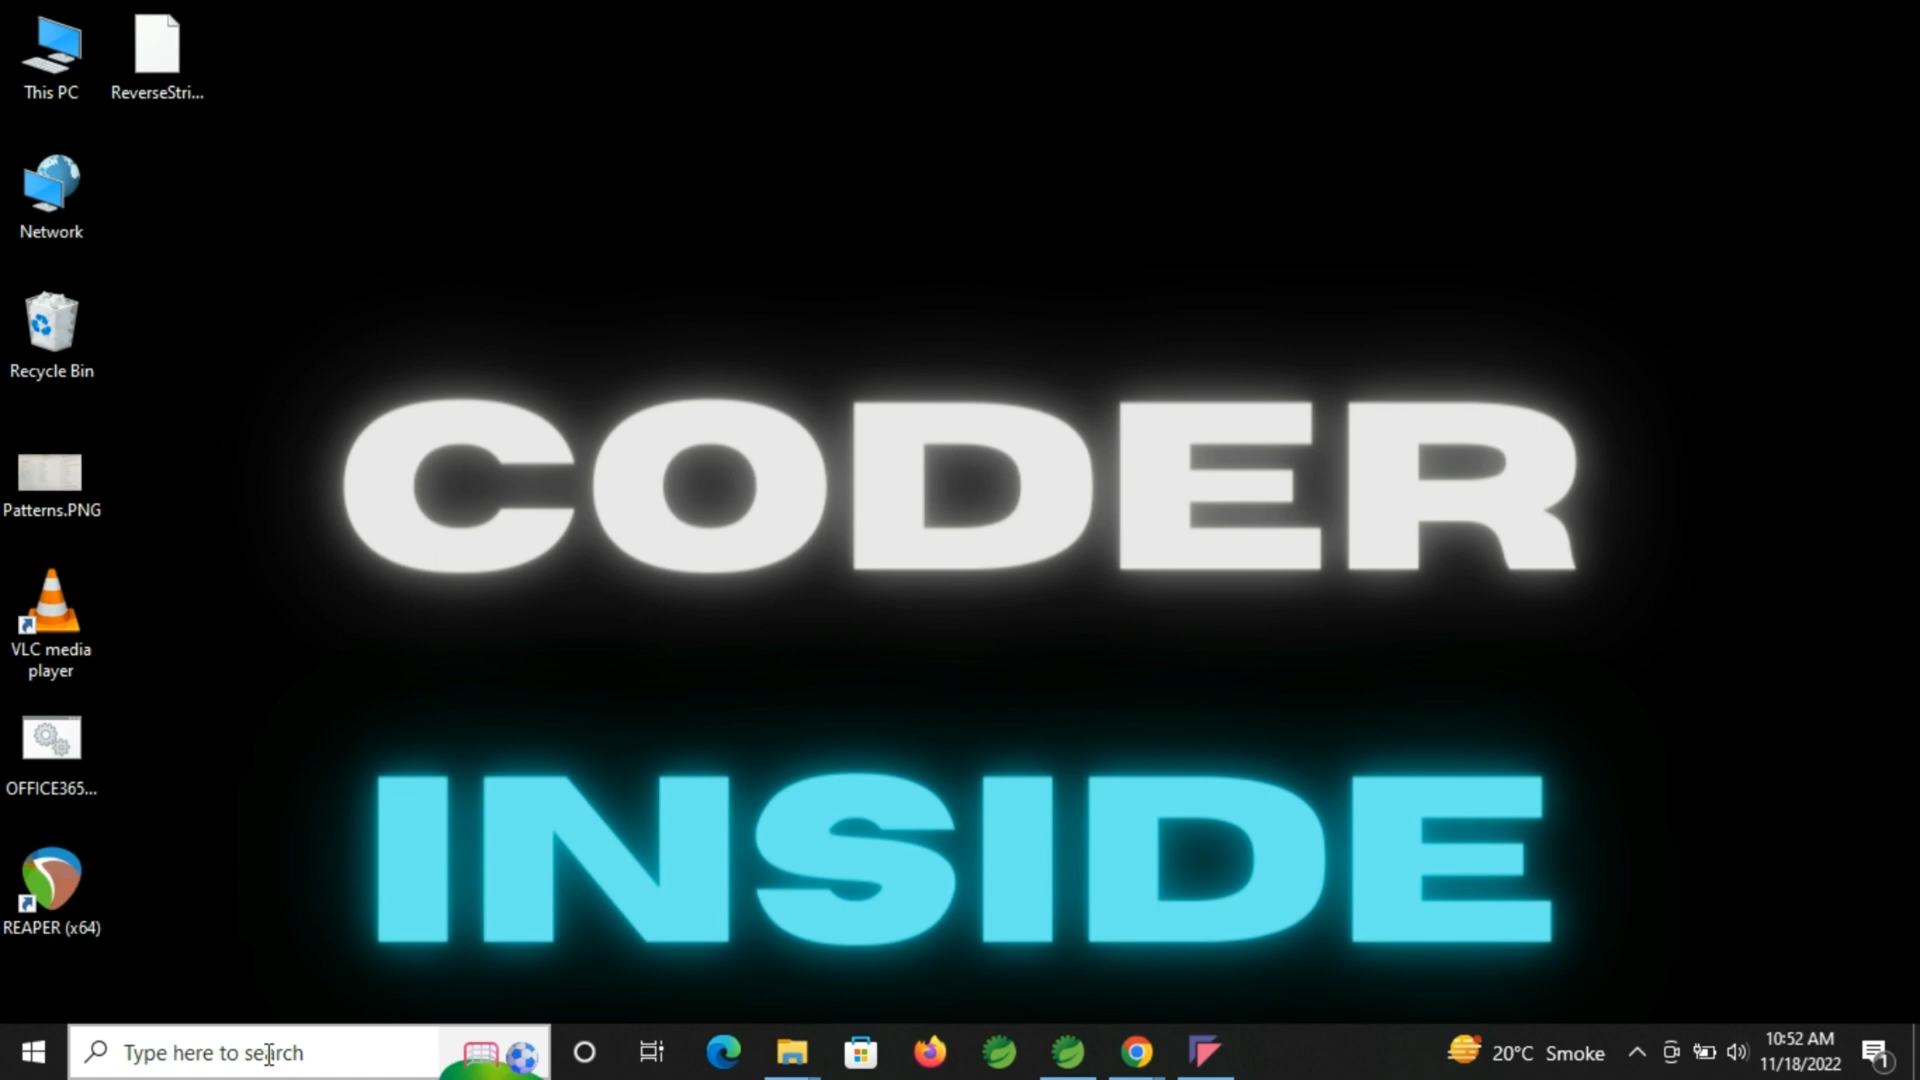 This PC
ReverseStri...
Network
Recycle Bin
CODER
Patterns.PNG
VLC media
player
OFFICE365...
INSIDE
REAPER (x64)
Type here to search
20°C Smoke
10:52 AM
11/18/2022
1